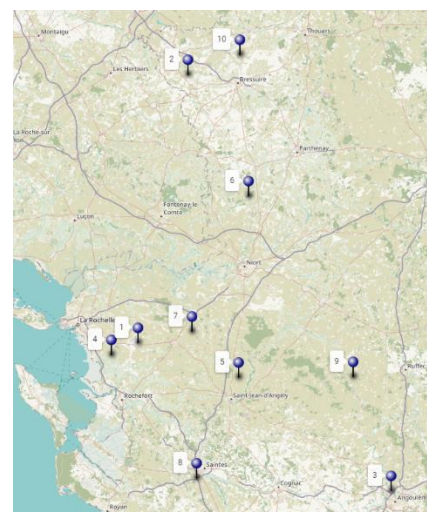 10
Montaigu
Thouars
2
Les Herbiers
Bressuire
La Roche-sur
Yon
Parthenay
6
Fontenay-le
Comte
Luçon
Niort
7
La Rochelle
1
4
5
9
Ruffec
Rochefort
Saint-Jean-d'Angély
8
Saintes
3
Cognac
Angoulême
Royan